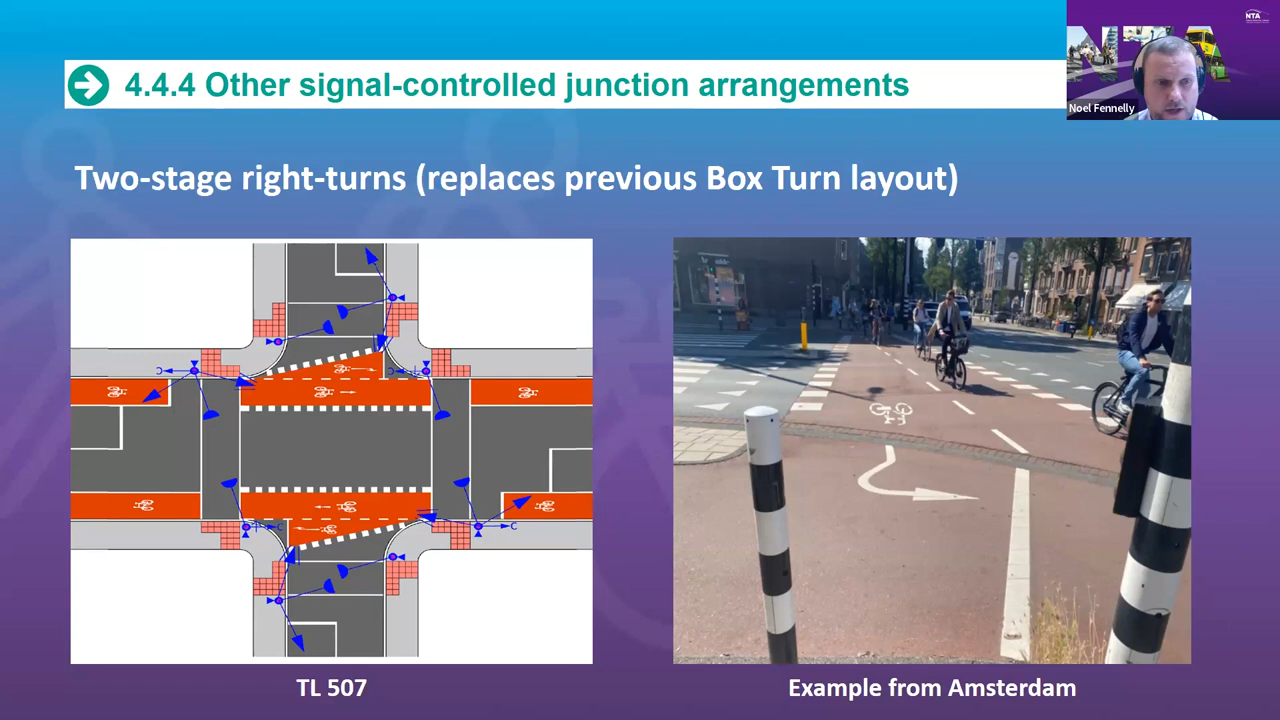 NTA
NTA
Noel Fennelly
4.4.4 Other signal-controlled junction arrangements
Two-stage right-turns (replaces previous Box Turn layout)
TL 507
Example from Amsterdam